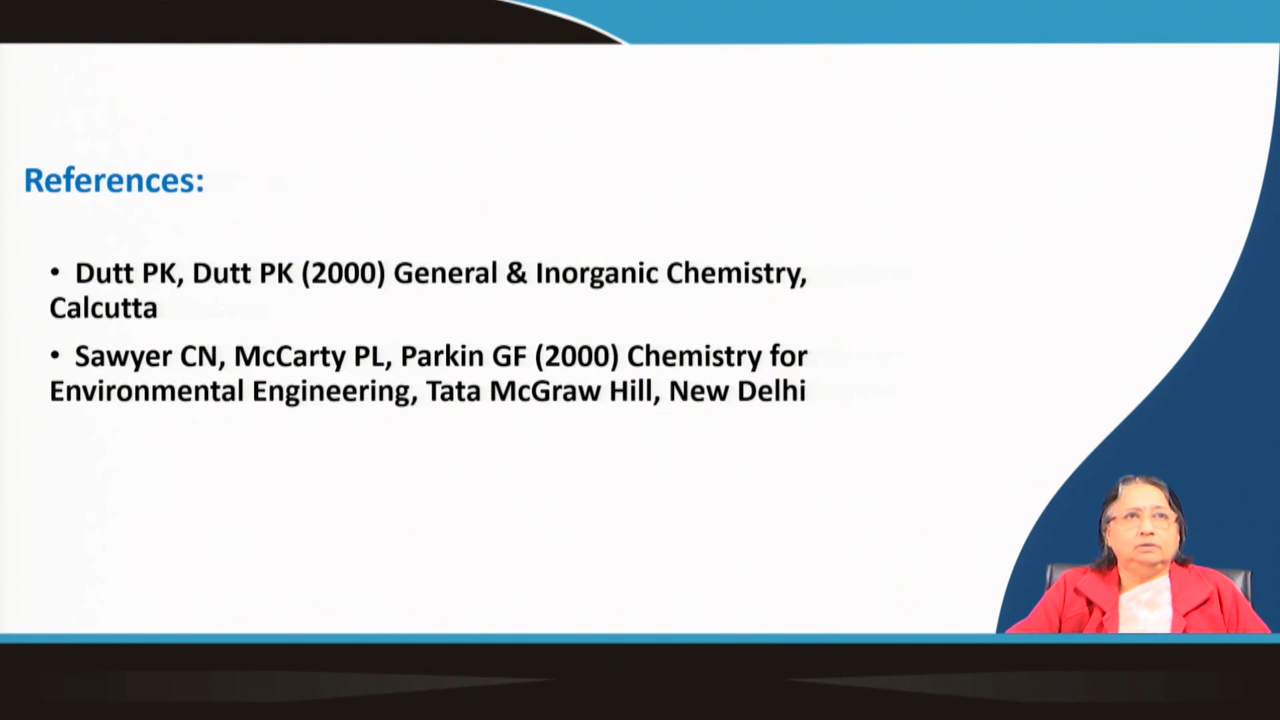 References:
• Dutt PK, Dutt PK (2000) General & Inorganic Chemistry,
Calcutta
• Sawyer CN, McCarty PL, Parkin GF (2000) Chemistry for
Environmental Engineering, Tata McGraw Hill, New Delhi